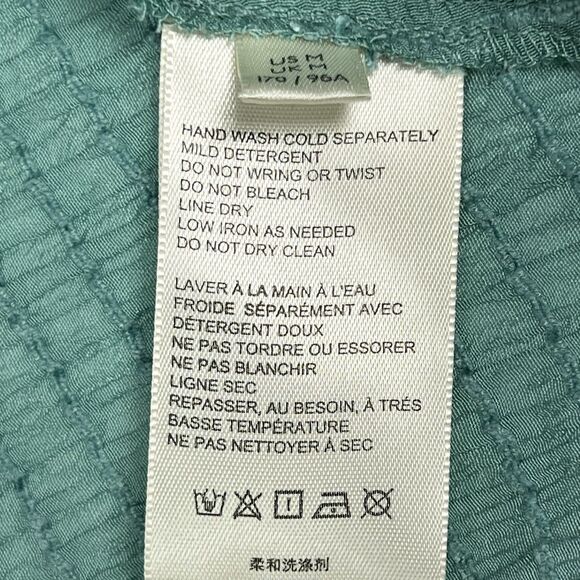 US M
UK M
170 / 96A
HAND WASH COLD SEPARATELY
MILD DETERGENT
DO NOT WRING OR TWIST
DO NOT BLEACH
LINE DRY
LOW IRON AS NEEDED
DO NOT DRY CLEAN
LAVER À LA MAIN À L'EAU
FROIDE SÉPARÉMENT AVEC
DÉTERGENT DOUX
NE PAS TORDRE OU ESSORER
NE PAS BLANCHIR
LIGNE SEC
REPASSER, AU BESOIN, À TRÉS
BASSE TEMPÉRATURE
NE PAS NETTOYER À SEC
柔和洗涤剂